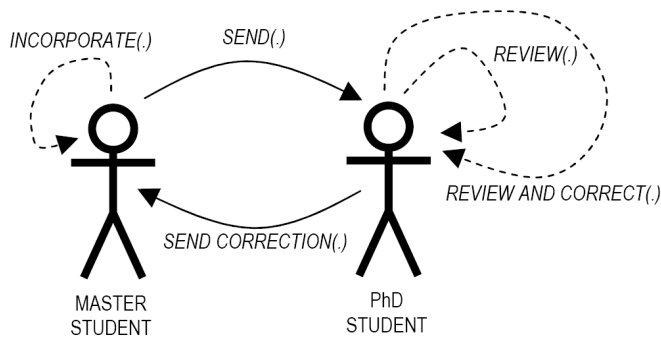 INCORPORATE(.)
SEND(.)
REVIEW(.)
REVIEW AND CORRECT(.)
SEND CORRECTION(.)
MASTER
STUDENT
PhD
STUDENT